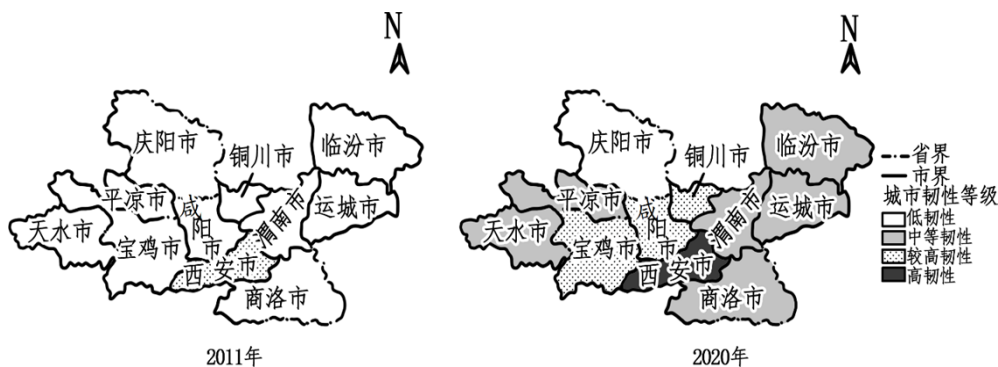 N
庆阳市
铜川市
临汾市
平凉市
咸阳市
渭南市
运城市
天水市
宝鸡市
西安市
商洛市
2011年
N
庆阳市
铜川市
临汾市
平凉市
咸阳市
渭南市
运城市
天水市
宝鸡市
西安市
商洛市
2020年
省界
市界
城市韧性等级
低韧性
中等韧性
较高韧性
高韧性